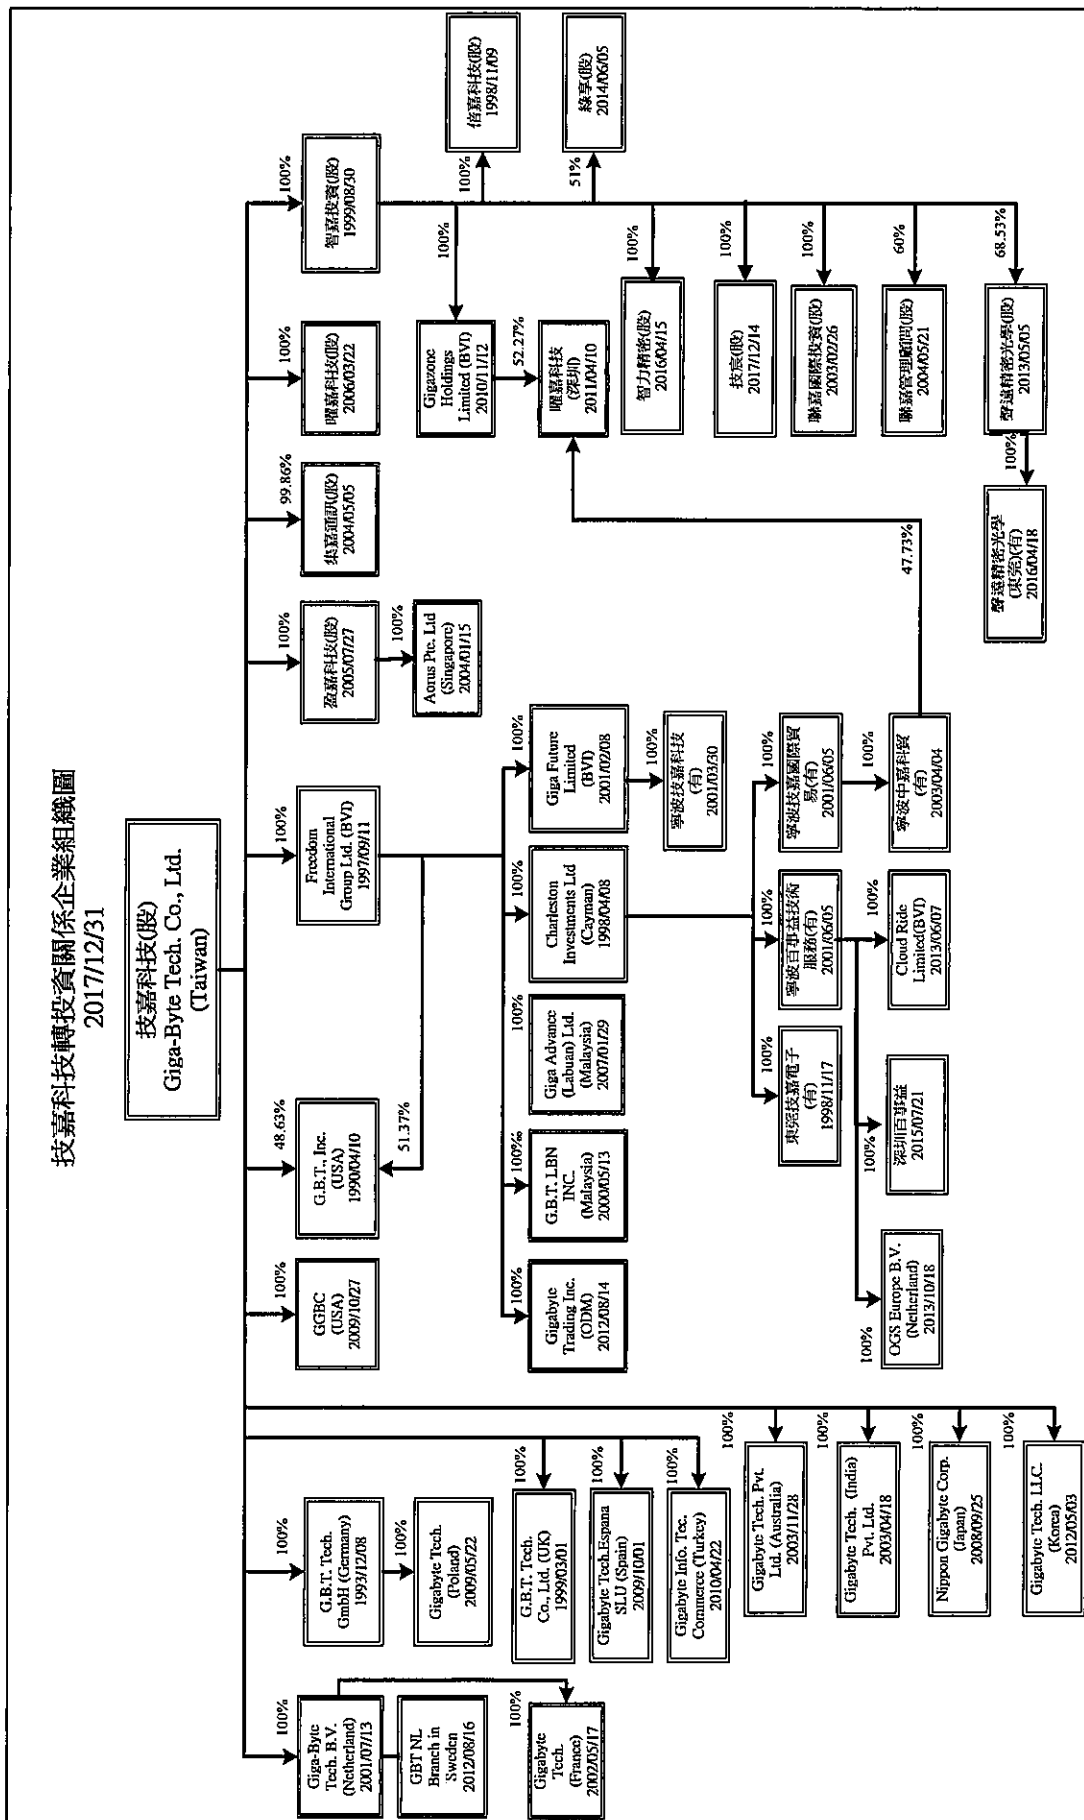 技嘉科技轉投資關係企業組織圖
2017/12/31
技嘉科技(股)
Giga-Byte Tech. Co., Ltd.
(Taiwan)
100%
Giga-Byte
Tech. B.V.
(Netherland)
2001/07/13
GBT NL
Branch in
Sweden
2012/08/16
100%
Gigabyte
Tech.
(France)
2002/05/17
100%
G.B.T. Tech.
GmbH (Germany)
1993/12/08
100%
Gigabyte Tech.
(Poland)
2009/05/22
100%
G.B.T. Tech.
Co., Ltd. (UK)
1999/03/01
100%
Gigabyte Tech.Espana
SLU (Spain)
2009/10/01
100%
Gigabyte Info. Tec.
Commerce (Turkey)
2010/04/22
100%
Gigabyte Tech. Pvt.
Ltd. (Australia)
2003/11/28
100%
Gigabyte Tech. (India)
Pvt. Ltd.
2003/04/18
100%
Nippon Gigabyte Corp.
(Japan)
2008/09/25
100%
Gigabyte Tech. LLC.
(Korea)
2012/05/03
100%
GGBC
(USA)
2009/10/27
48.63%
G.B.T., Inc.
(USA)
1990/04/10
51.37%
100%
Freedom
International
Group Ltd. (BVI)
1997/09/11
100%
Gigabyte
Trading Inc.
(ODM)
2012/08/14
100%
G.B.T. LBN
INC.
(Malaysia)
2000/05/13
100%
Giga Advance
(Labuan) Ltd.
(Malaysia)
2007/01/29
100%
Charleston
Investments Ltd
(Cayman)
1998/04/08
100%
Giga Future
Limited
(BVI)
2001/02/08
100%
寧波技嘉科技
(有)
2001/03/30
100%
東莞技嘉電子
(有)
1998/11/17
100%
寧波百事益技術
服務(有)
2001/06/05
100%
寧波技嘉國際貿
易(有)
2001/06/05
100%
OGS Europe B.V.
(Netherland)
2013/10/18
100%
深圳百事益
2015/07/21
100%
Cloud Ride
Limited(BVI)
2013/06/07
100%
寧波中嘉科貿
(有)
2003/04/04
47.73%
100%
盈嘉科技(股)
2005/07/27
100%
Aorus Pte. Ltd
(Singapore)
2004/01/15
99.86%
集嘉通訊(股)
2004/05/05
100%
曜嘉科技(股)
2006/03/22
100%
智嘉投資(股)
1999/08/30
100%
倍嘉科技(股)
1998/11/09
100%
Gigazone
Holdings
Limited (BVI)
2010/11/12
52.27%
曜嘉科技
(深圳)
2011/04/10
51%
綠享(股)
2014/06/05
100%
智力精密(股)
2016/04/15
100%
技宸(股)
2017/12/14
100%
聯嘉國際投資(股)
2003/02/26
60%
聯嘉管理顧問(股)
2004/05/21
68.53%
聲遠精密光學(股)
2013/05/05
100%
聲遠精密光學
(東莞)(有)
2016/04/18